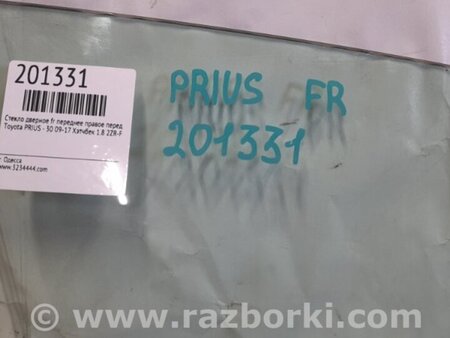 201331
Стекло дверное fr переднее правое перед
Toyota PRIUS - 30 09-17 Хэтчбек 1.8 2ZR-F
г. Одесса
www.3234444.com
PRIUS FR
201331
www.razborki.com